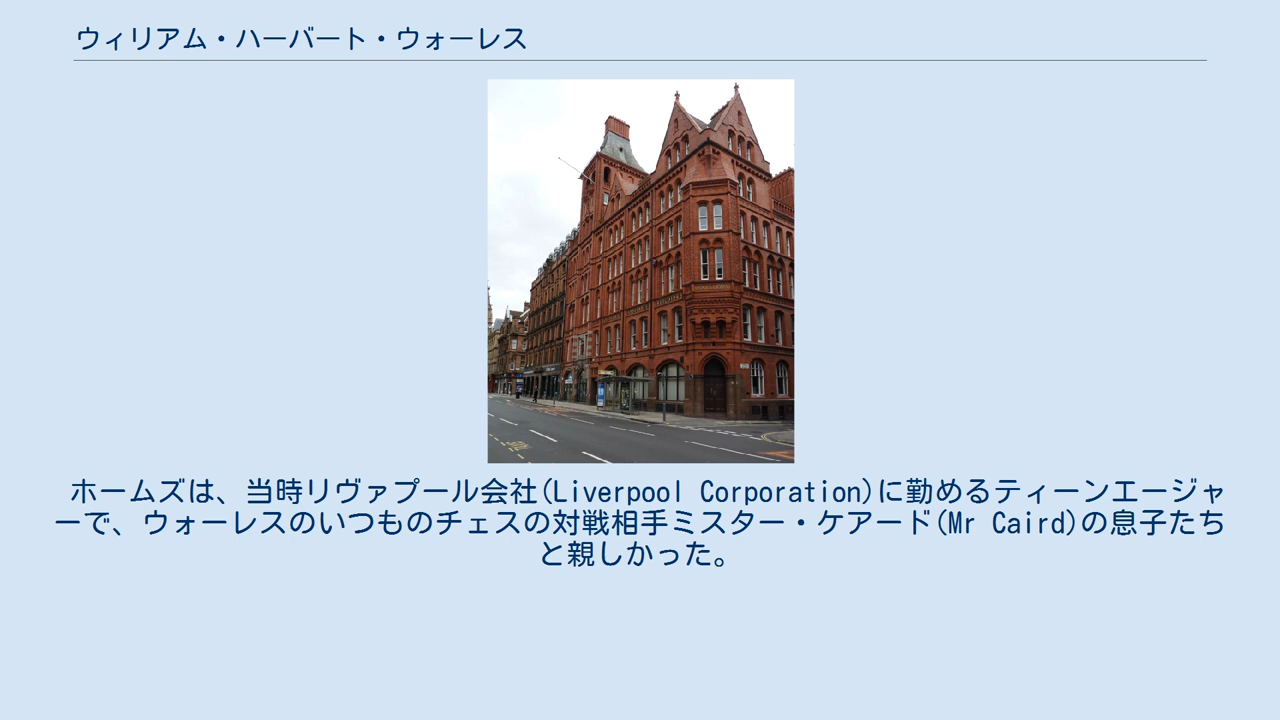 ウィリアム・ハーバート・ウォーレス
ホームズは、当時リヴァプール会社(Liverpool Corporation)に勤めるティーンエージャ
ーで、ウォーレスのいつものチェスの対戦相手ミスター・ケアード(Mr Caird)の息子たち
と親しかった。